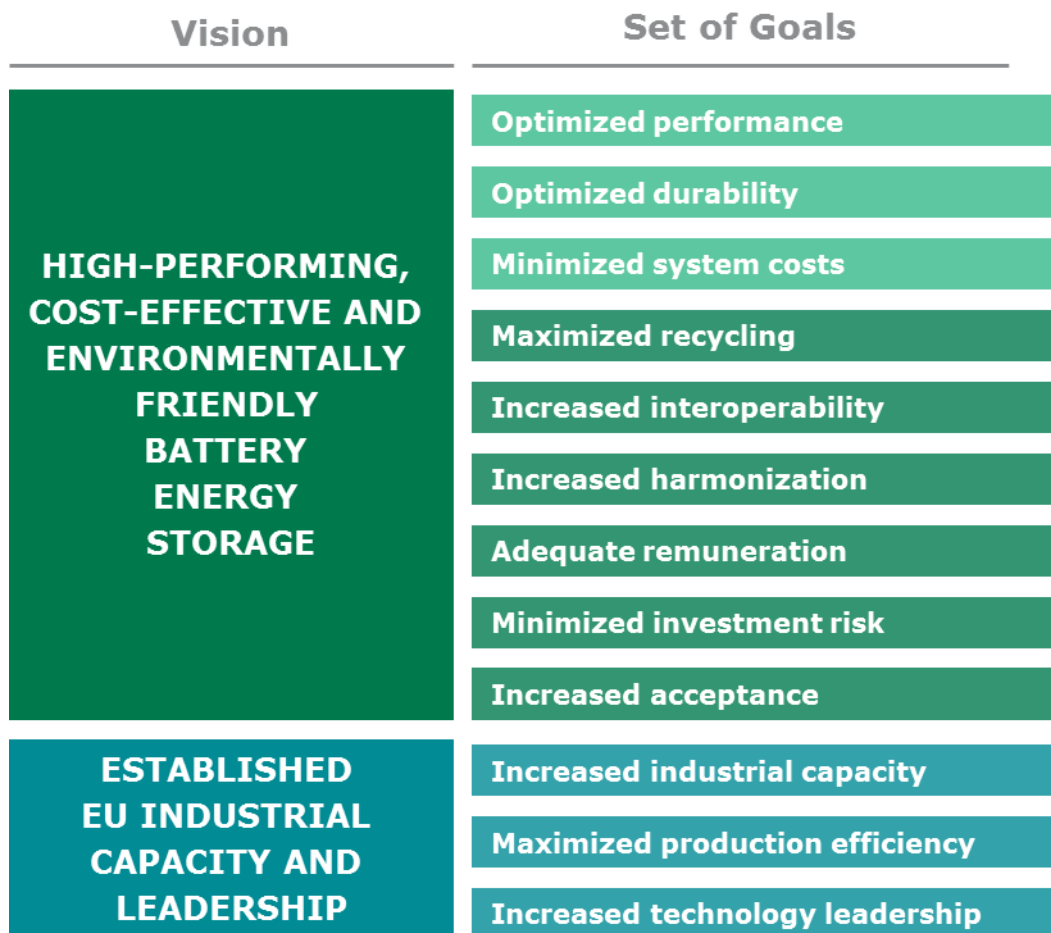 Vision
Set of Goals
HIGH-PERFORMING,
COST-EFFECTIVE AND
ENVIRONMENTALLY
FRIENDLY
BATTERY
ENERGY
STORAGE
Optimized performance
Optimized durability
Minimized system costs
Maximized recycling
Increased interoperability
Increased harmonization
Adequate remuneration
Minimized investment risk
Increased acceptance
ESTABLISHED
EU INDUSTRIAL
CAPACITY AND
LEADERSHIP
Increased industrial capacity
Maximized production efficiency
Increased technology leadership